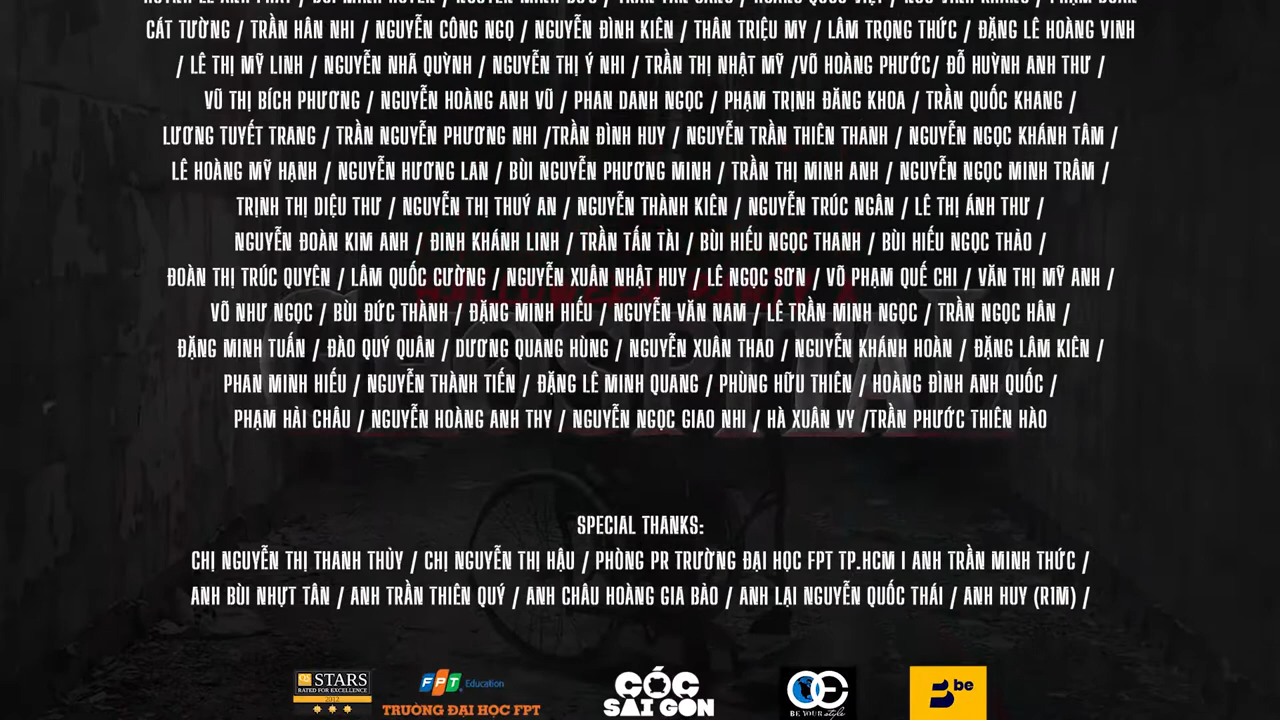 CÁT TƯỜNG / TRẦN HÂN NHI / NGUYỄN CÔNG NGỌ / NGUYỄN ĐÌNH KIÊN / THÂN TRIỆU MY / LÂM TRỌNG THỨC / ĐẶNG LÊ HOÀNG VINH
/ LÊ THỊ MỸ LINH / NGUYỄN NHÃ QUỲNH / NGUYỄN THỊ Ý NHI / TRẦN THỊ NHẬT MỸ /VÕ HOÀNG PHƯỚC/ ĐỖ HUỲNH ANH THƯ /
VŨ THỊ BÍCH PHƯƠNG / NGUYỄN HOÀNG ANH VŨ / PHAN DANH NGỌC / PHẠM TRỊNH ĐĂNG KHOA / TRẦN QUỐC KHANG /
LƯƠNG TUYẾT TRANG / TRẦN NGUYỄN PHƯƠNG NHI /TRẦN ĐÌNH HUY / NGUYỄN TRẦN THIÊN THANH / NGUYỄN NGỌC KHÁNH TÂM /
LÊ HOÀNG MỸ HẠNH / NGUYỄN HƯƠNG LAN / BÙI NGUYỄN PHƯƠNG MINH / TRẦN THỊ MINH ANH / NGUYỄN NGỌC MINH TRÂM /
TRỊNH THỊ DIỆU THƯ / NGUYỄN THỊ THUÝ AN / NGUYỄN THÀNH KIÊN / NGUYỄN TRÚC NGÂN / LÊ THỊ ÁNH THƯ /
NGUYỄN ĐOÀN KIM ANH / ĐINH KHÁNH LINH / TRẦN TẤN TÀI / BÙI HIẾU NGỌC THANH / BÙI HIẾU NGỌC THẢO /
ĐOÀN THỊ TRÚC QUYÊN / LÂM QUỐC CƯỜNG / NGUYỄN XUÂN NHẬT HUY / LÊ NGỌC SƠN / VÕ PHẠM QUẾ CHI / VĂN THỊ MỸ ANH /
VÕ NHƯ NGỌC / BÙI ĐỨC THÀNH / ĐẶNG MINH HIẾU / NGUYỄN VĂN NAM / LÊ TRẦN MINH NGỌC / TRẦN NGỌC HÂN /
ĐẶNG MINH TUẤN / ĐÀO QUÝ QUÂN / DƯƠNG QUANG HÙNG / NGUYỄN XUÂN THAO / NGUYỄN KHÁNH HOÀN / ĐẶNG LÂM KIÊN /
PHAN MINH HIẾU / NGUYỄN THÀNH TIẾN / ĐẶNG LÊ MINH QUANG / PHÙNG HỮU THIÊN / HOÀNG ĐÌNH ANH QUỐC /
PHẠM HẢI CHÂU / NGUYỄN HOÀNG ANH THY / NGUYỄN NGỌC GIAO NHI / HÀ XUÂN VY /TRẦN PHƯỚC THIÊN HÀO
SPECIAL THANKS:
CHỊ NGUYỄN THỊ THANH THỦY / CHỊ NGUYỄN THỊ HẬU / PHÒNG PR TRƯỜNG ĐẠI HỌC FPT TP.HCM I ANH TRẦN MINH THỨC /
ANH BÙI NHỰT TÂN / ANH TRẦN THIÊN QUÝ / ANH CHÂU HOÀNG GIA BẢO / ANH LẠI NGUYỄN QUỐC THÁI / ANH HUY (RIM) /
QS STARS RATED FOR EXCELLENCE 2012
FPT Education
TRƯỜNG ĐẠI HỌC FPT
CÓC SÀI GÒN
OE BE YOUR style
be